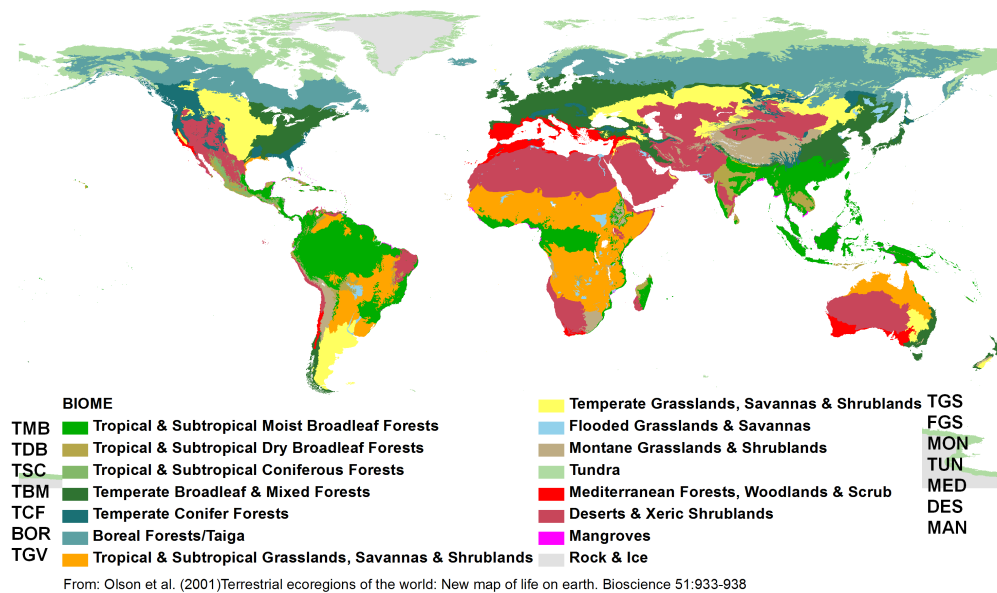 BIOME
TMB Tropical & Subtropical Moist Broadleaf Forests
TDB Tropical & Subtropical Dry Broadleaf Forests
TSC Tropical & Subtropical Coniferous Forests
TBM Temperate Broadleaf & Mixed Forests
TCF Temperate Conifer Forests
BOR Boreal Forests/Taiga
TGV Tropical & Subtropical Grasslands, Savannas & Shrublands
Temperate Grasslands, Savannas & Shrublands TGS
Flooded Grasslands & Savannas FGS
Montane Grasslands & Shrublands MON
Tundra TUN
Mediterranean Forests, Woodlands & Scrub MED
Deserts & Xeric Shrublands DES
Mangroves MAN
Rock & Ice
From: Olson et al. (2001)Terrestrial ecoregions of the world: New map of life on earth. Bioscience 51:933-938